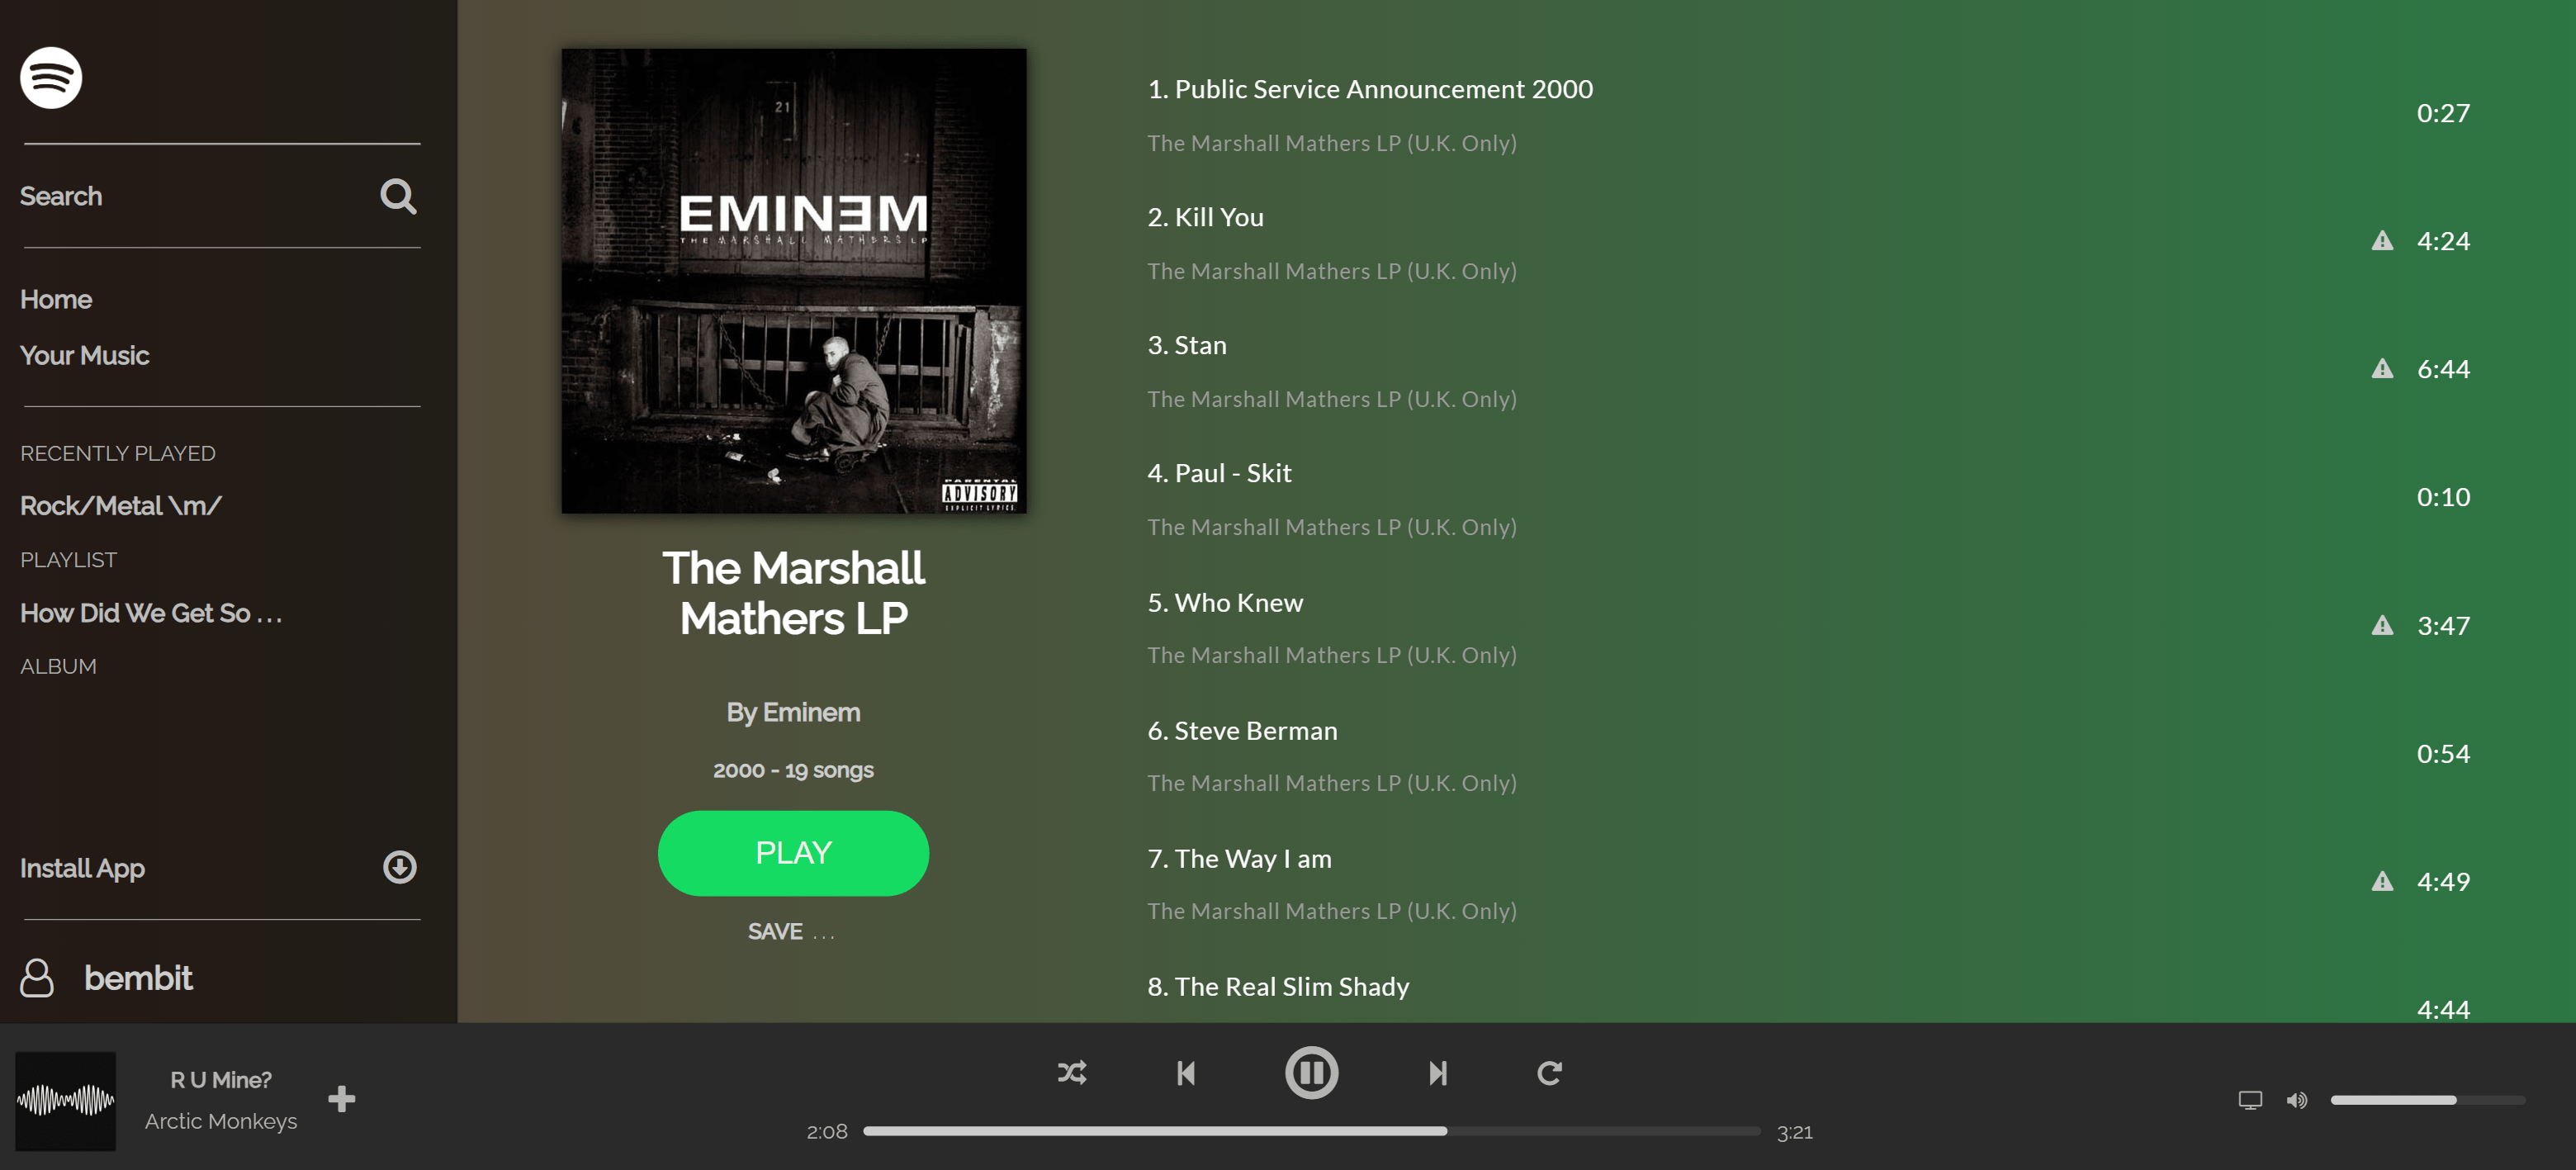 Search
Home
Your Music
RECENTLY PLAYED
Rock/Metal \m/
PLAYLIST
How Did We Get So ...
ALBUM
Install App
bembit
21
EMINEM
THE MARSHALL MATHERS LP
PARENTAL
ADVISORY
EXPLICIT LYRICS
The Marshall
Mathers LP
By Eminem
2000 - 19 songs
PLAY
SAVE ...
1. Public Service Announcement 2000
The Marshall Mathers LP (U.K. Only)
0:27
2. Kill You
The Marshall Mathers LP (U.K. Only)
4:24
3. Stan
The Marshall Mathers LP (U.K. Only)
6:44
4. Paul - Skit
The Marshall Mathers LP (U.K. Only)
0:10
5. Who Knew
The Marshall Mathers LP (U.K. Only)
3:47
6. Steve Berman
The Marshall Mathers LP (U.K. Only)
0:54
7. The Way I am
The Marshall Mathers LP (U.K. Only)
4:49
8. The Real Slim Shady
4:44
R U Mine?
Arctic Monkeys
2:08
3:21